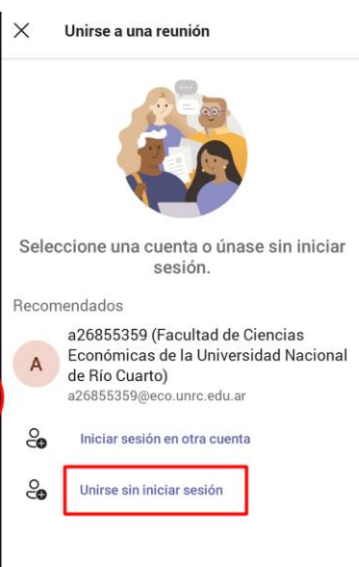 Unirse a una reunión
Seleccione una cuenta o únase sin iniciar
sesión.
Recomendados
A
a26855359 (Facultad de Ciencias
Económicas de la Universidad Nacional
de Río Cuarto)
a26855359@eco.unrc.edu.ar
Iniciar sesión en otra cuenta
Unirse sin iniciar sesión